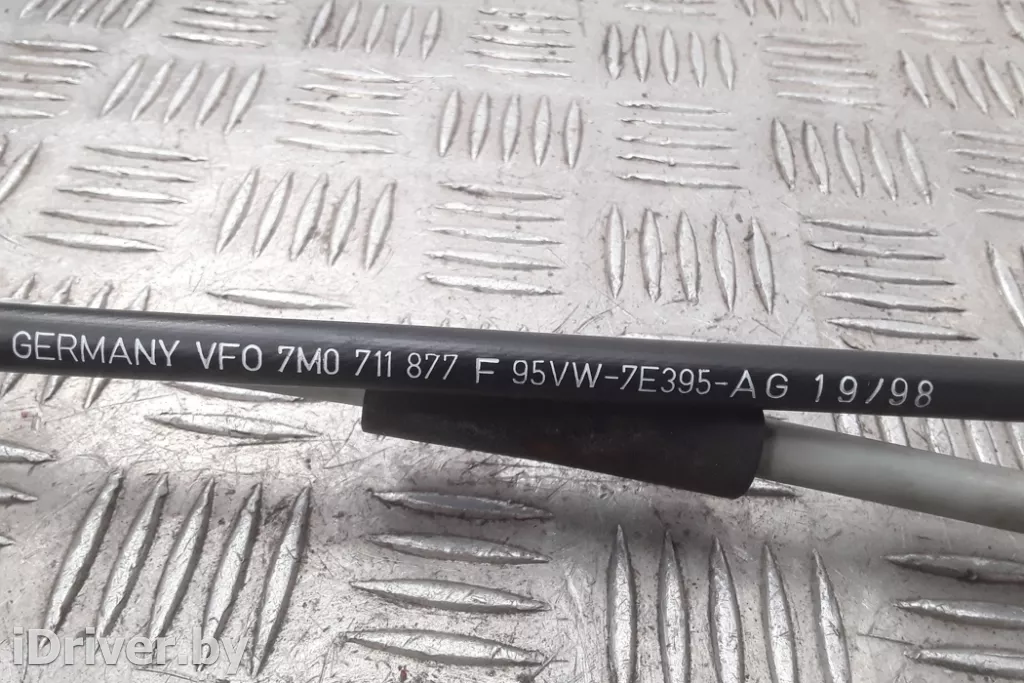 GERMANY VFO 7M0 711 877 F 95VW-7E395-AG 19/98
iDriver.by